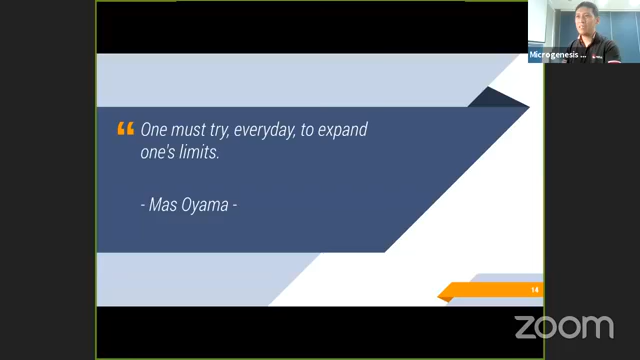 Microgenesis ...
“ One must try, everyday, to expand
one's limits.
- Mas Oyama -
14
zoom